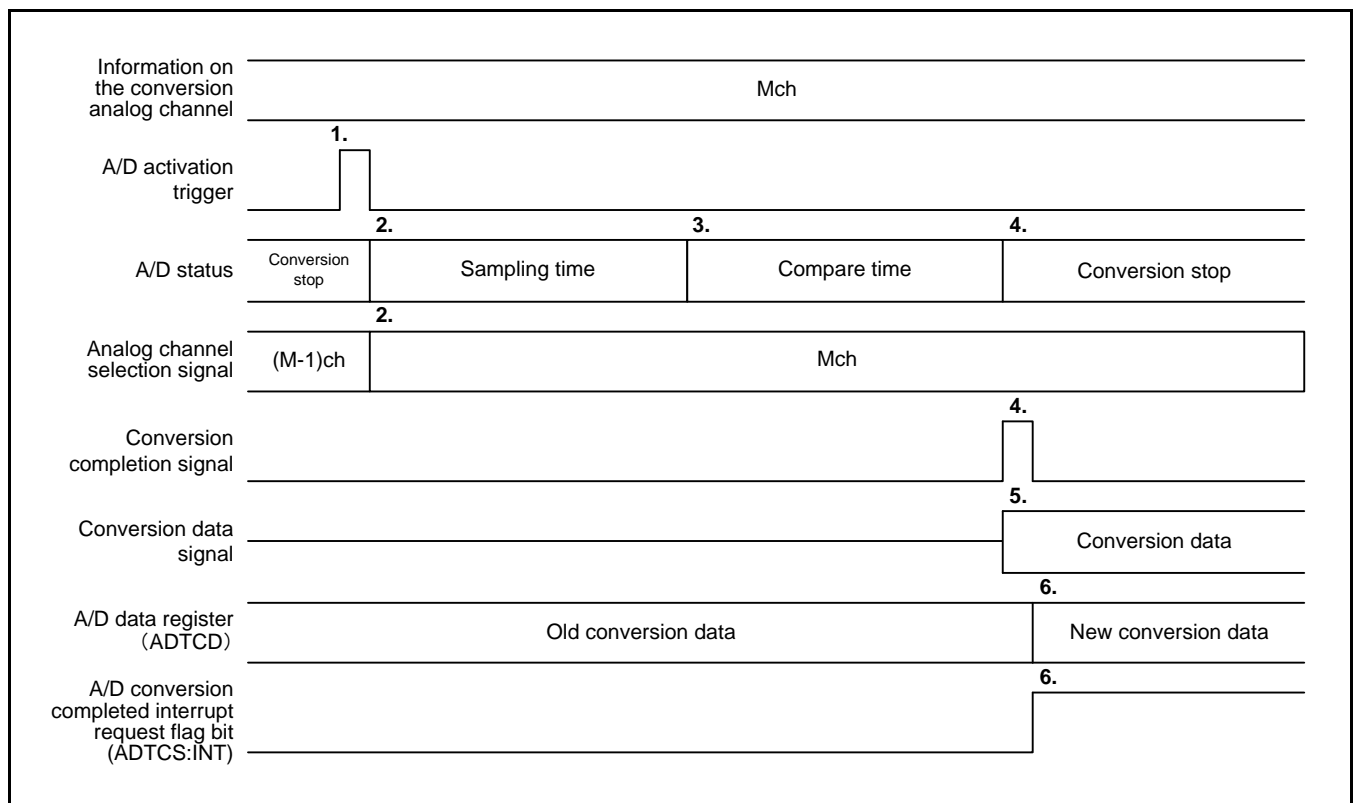 Information on
the conversion
analog channel
Mch
1.
A/D activation
trigger
2.
3.
4.
A/D status
Conversion
stop
Sampling time
Compare time
Conversion stop
2.
Analog channel
selection signal
(M-1)ch
Mch
4.
Conversion
completion signal
5.
Conversion data
signal
Conversion data
6.
A/D data register
（ADTCD）
Old conversion data
New conversion data
6.
A/D conversion
completed interrupt
request flag bit
(ADTCS:INT)